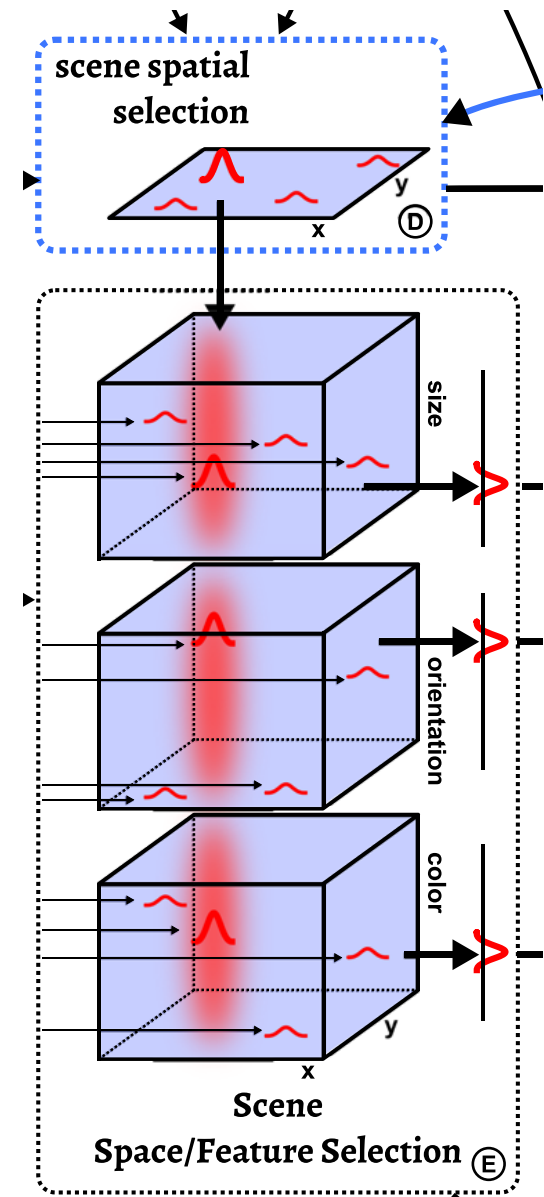 scene spatial
selection
y
x
D
size
orientation
color
y
x
Scene
Space/Feature Selection
E